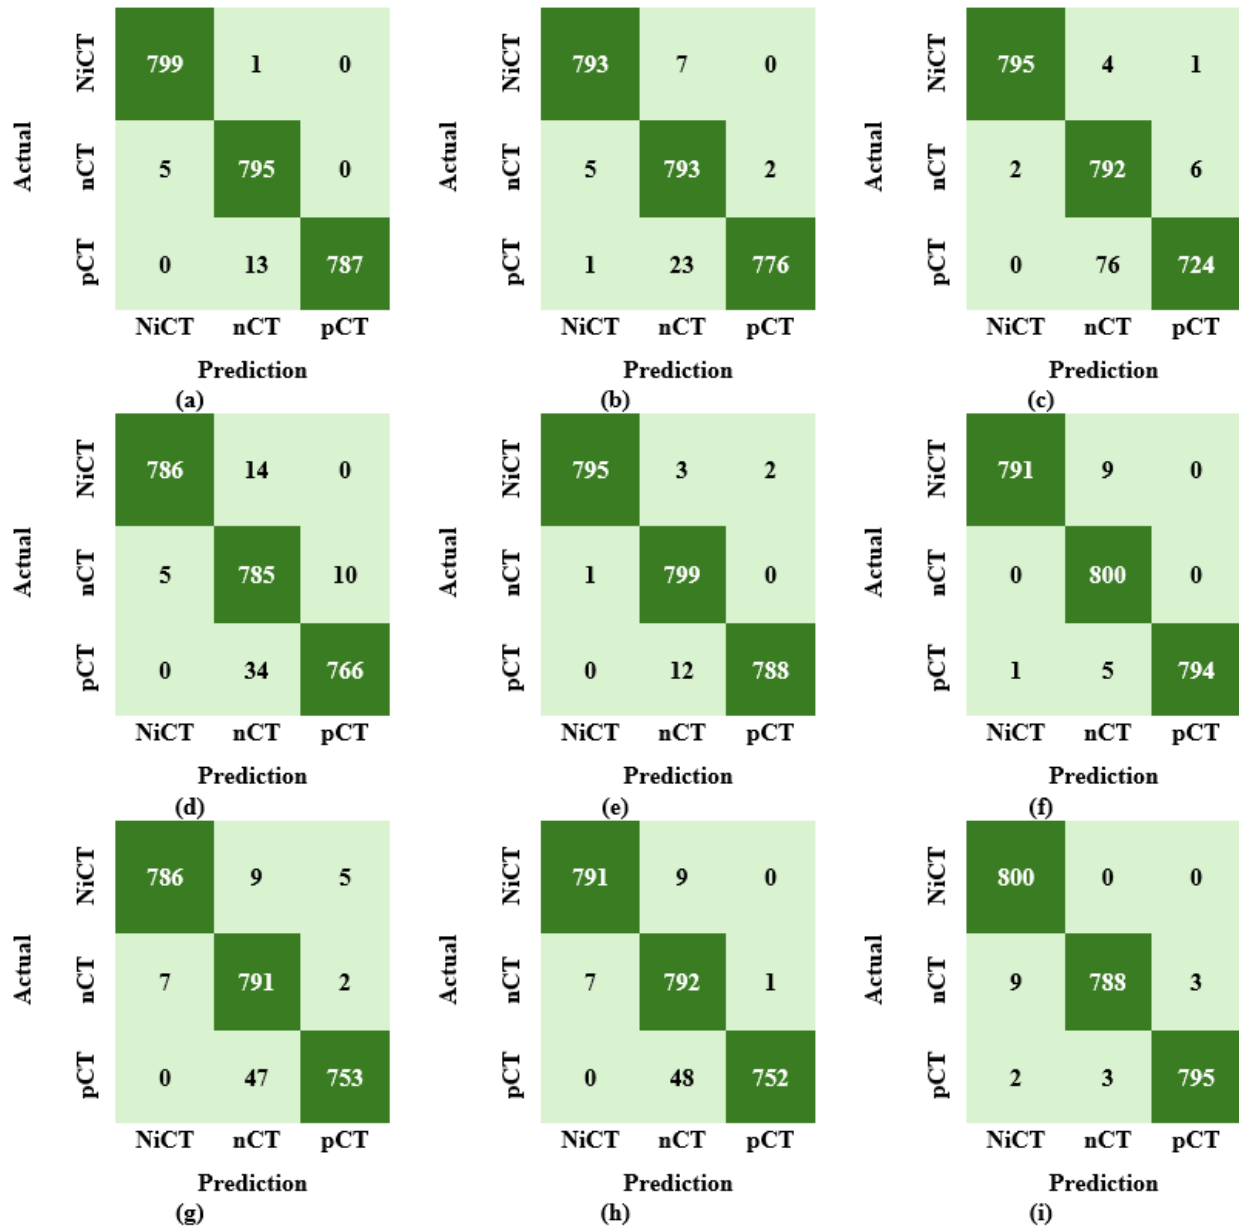 NiCT 799 1 0 NiCT 793 7 0 NiCT 795 4 1
Actual nCT 5 795 0 Actual nCT 5 793 2 Actual nCT 2 792 6
pCT 0 13 787 pCT 1 23 776 pCT 0 76 724
NiCT nCT pCT NiCT nCT pCT NiCT nCT pCT
Prediction Prediction Prediction
(a) (b) (c)
NiCT 786 14 0 NiCT 795 3 2 NiCT 791 9 0
Actual nCT 5 785 10 Actual nCT 1 799 0 Actual nCT 0 800 0
pCT 0 34 766 pCT 0 12 788 pCT 1 5 794
NiCT nCT pCT NiCT nCT pCT NiCT nCT pCT
Prediction Prediction Prediction
(d) (e) (f)
NiCT 786 9 5 NiCT 791 9 0 NiCT 800 0 0
Actual nCT 7 791 2 Actual nCT 7 792 1 Actual nCT 9 788 3
pCT 0 47 753 pCT 0 48 752 pCT 2 3 795
NiCT nCT pCT NiCT nCT pCT NiCT nCT pCT
Prediction Prediction Prediction
(g) (h) (i)